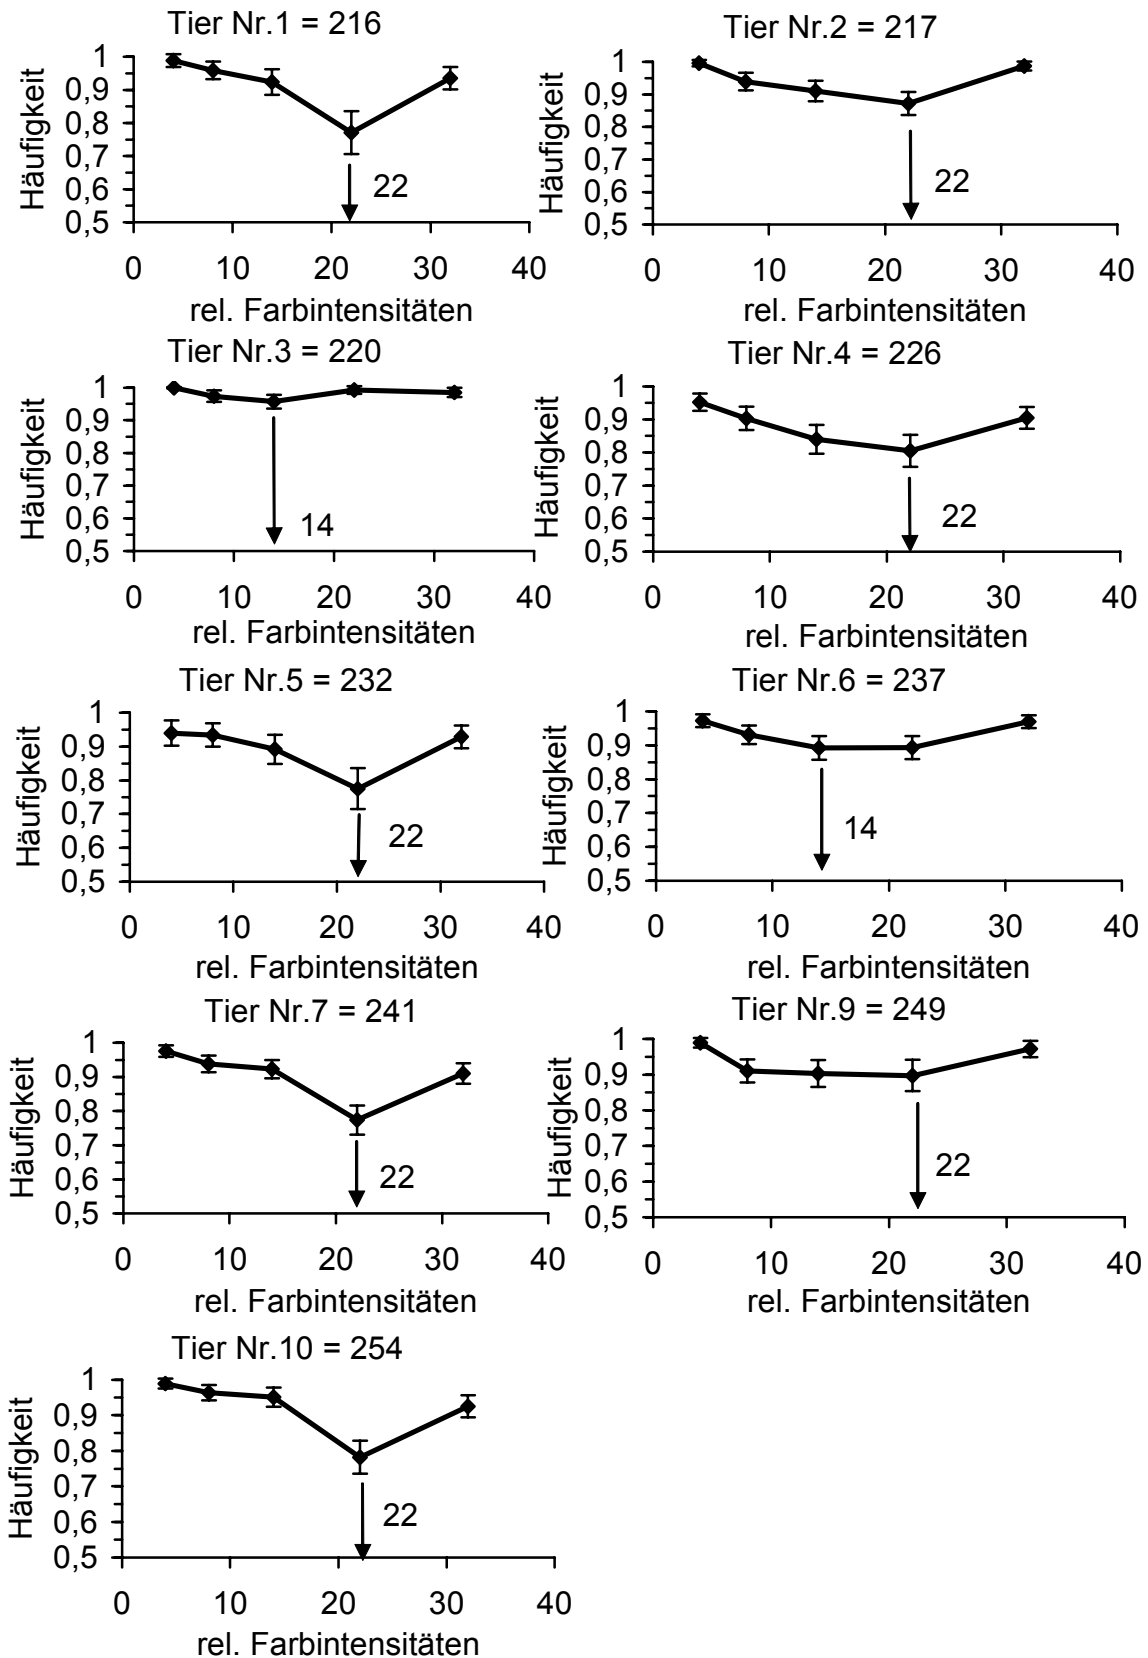 Tier Nr.1 = 216
Häufigkeit
1
0,9
0,8
0,7
0,6
0,5
22
0 10 20 30 40
rel. Farbintensitäten
Tier Nr.2 = 217
Häufigkeit
1
0,9
0,8
0,7
0,6
0,5
22
0 10 20 30 40
rel. Farbintensitäten
Tier Nr.3 = 220
Häufigkeit
1
0,9
0,8
0,7
0,6
0,5
14
0 10 20 30 40
rel. Farbintensitäten
Tier Nr.4 = 226
Häufigkeit
1
0,9
0,8
0,7
0,6
0,5
22
0 10 20 30 40
rel. Farbintensitäten
Tier Nr.5 = 232
Häufigkeit
1
0,9
0,8
0,7
0,6
0,5
22
0 10 20 30 40
rel. Farbintensitäten
Tier Nr.6 = 237
Häufigkeit
1
0,9
0,8
0,7
0,6
0,5
14
0 10 20 30 40
rel. Farbintensitäten
Tier Nr.7 = 241
Häufigkeit
1
0,9
0,8
0,7
0,6
0,5
22
0 10 20 30 40
rel. Farbintensitäten
Tier Nr.9 = 249
Häufigkeit
1
0,9
0,8
0,7
0,6
0,5
22
0 10 20 30 40
rel. Farbintensitäten
Tier Nr.10 = 254
Häufigkeit
1
0,9
0,8
0,7
0,6
0,5
22
0 10 20 30 40
rel. Farbintensitäten